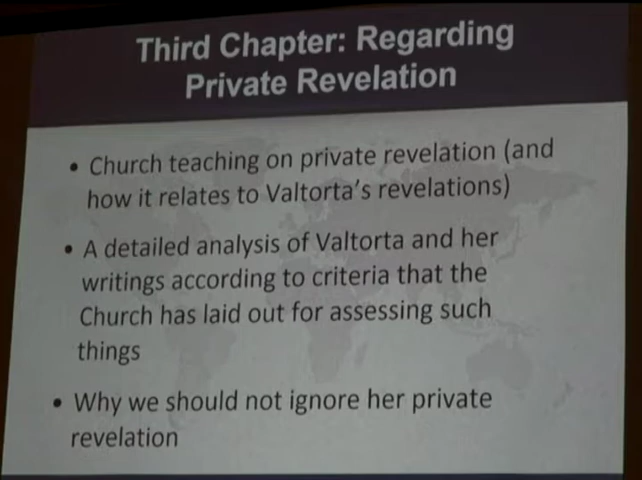 Third Chapter: Regarding
Private Revelation
• Church teaching on private revelation (and
how it relates to Valtorta's revelations)
• A detailed analysis of Valtorta and her
writings according to criteria that the
Church has laid out for assessing such
things
• Why we should not ignore her private
revelation